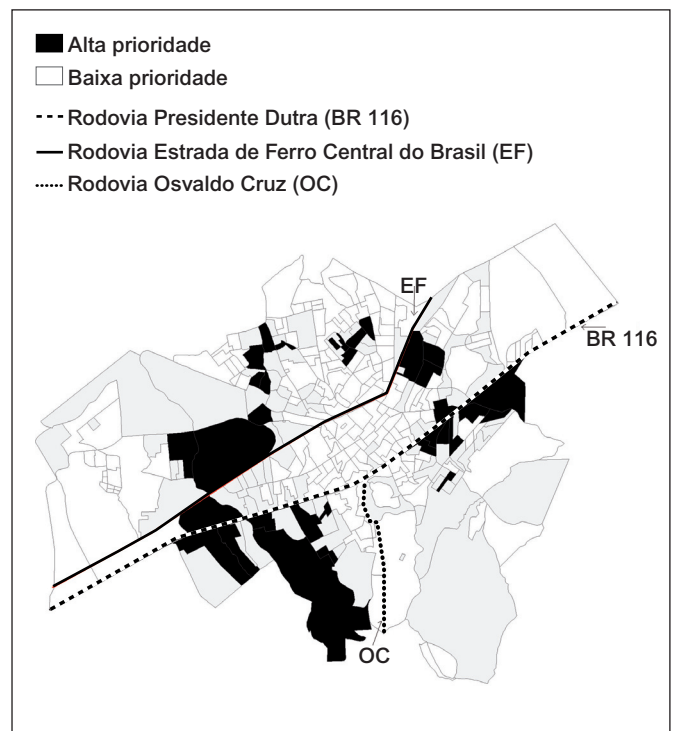 Alta prioridade
Baixa prioridade
Rodovia Presidente Dutra (BR 116)
Rodovia Estrada de Ferro Central do Brasil (EF)
Rodovia Osvaldo Cruz (OC)
EF
BR 116
OC